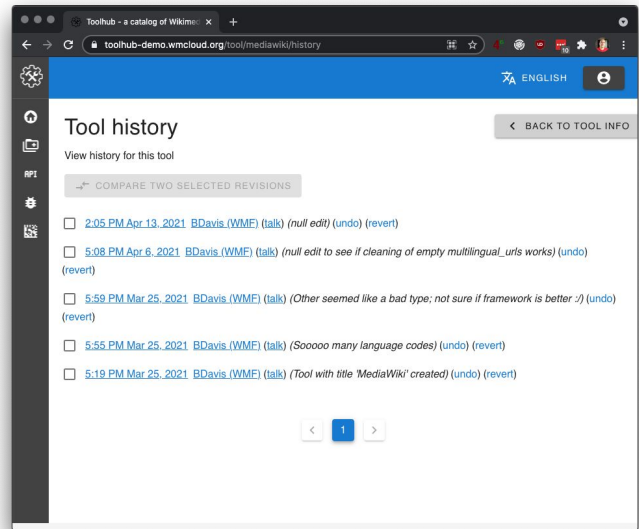 Toolhub - a catalog of Wikimed
toolhub-demo.wmcloud.org/tool/mediawiki/history
10
ENGLISH
Tool history
BACK TO TOOL INFO
View history for this tool
API
COMPARE TWO SELECTED REVISIONS
2:05 PM Apr 13, 2021 BDavis (WMF) (talk) (null edit) (undo) (revert)
5:08 PM Apr 6, 2021 BDavis (WMF) (talk) (null edit to see if cleaning of empty multilingual_urls works) (undo)
(revert)
5:59 PM Mar 25, 2021 BDavis (WMF) (talk) (Other seemed like a bad type; not sure if framework is better :/) (undo)
(revert)
5:55 PM Mar 25, 2021 BDavis (WMF) (talk) (Sooooo many language codes) (undo) (revert)
5:19 PM Mar 25, 2021 BDavis (WMF) (talk) (Tool with title 'MediaWiki' created) (undo) (revert)
1